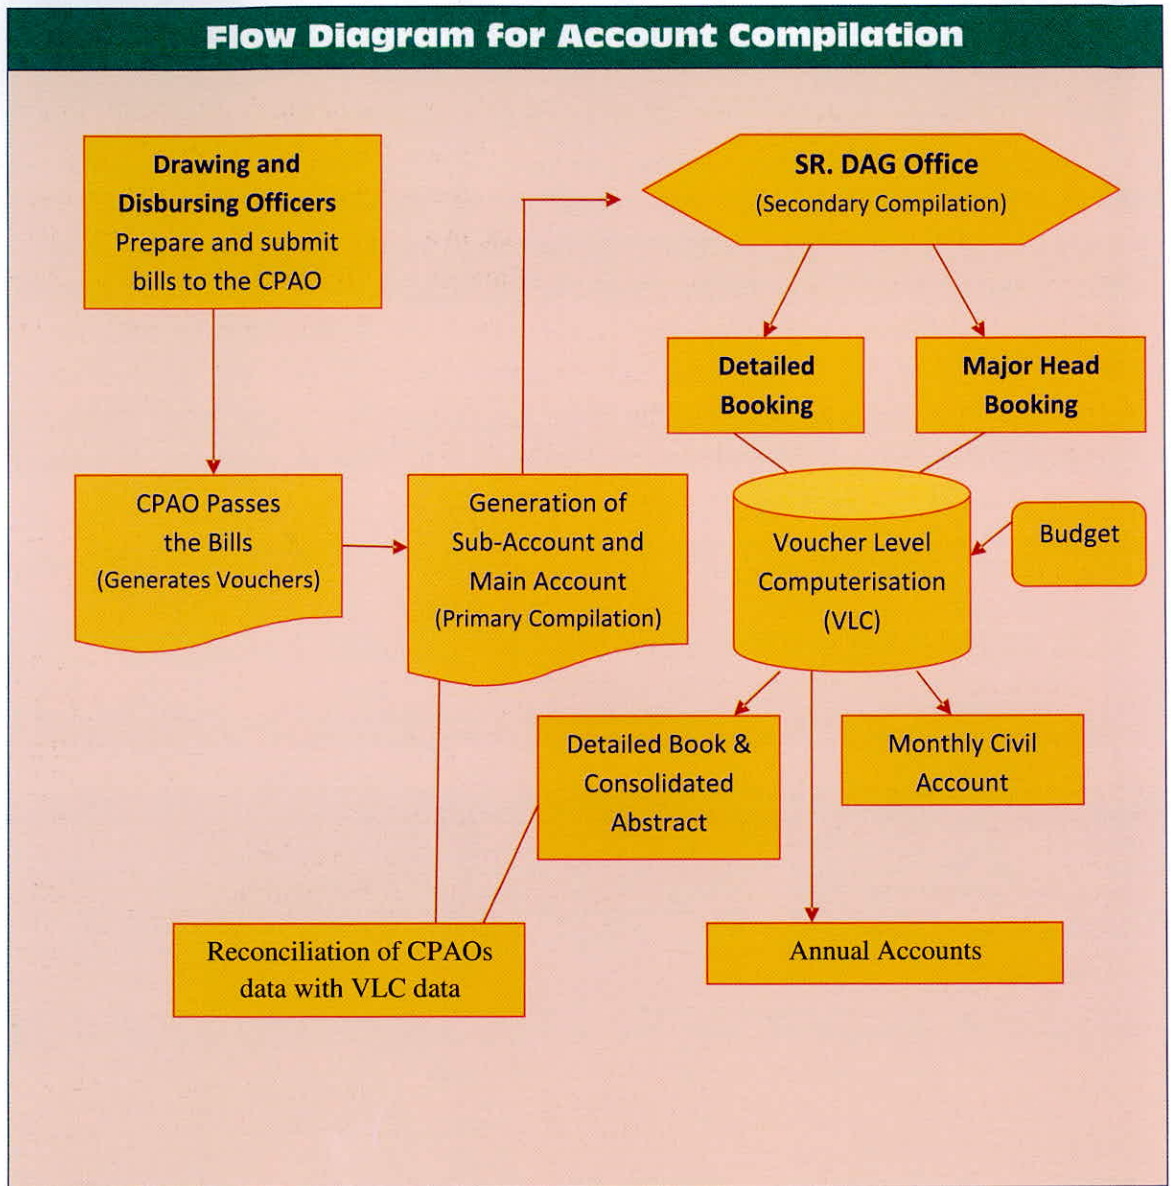 Flow Diagram for Account Compilation
Drawing and
Disbursing Officers
Prepare and submit
bills to the CPAO
SR. DAG Office
(Secondary Compilation)
Detailed
Booking
Major Head
Booking
CPAO Passes
the Bills
(Generates Vouchers)
Generation of
Sub-Account and
Main Account
(Primary Compilation)
Voucher Level
Computerisation
(VLC)
Budget
Detailed Book &
Consolidated
Abstract
Monthly Civil
Account
Reconciliation of CPAOs
data with VLC data
Annual Accounts